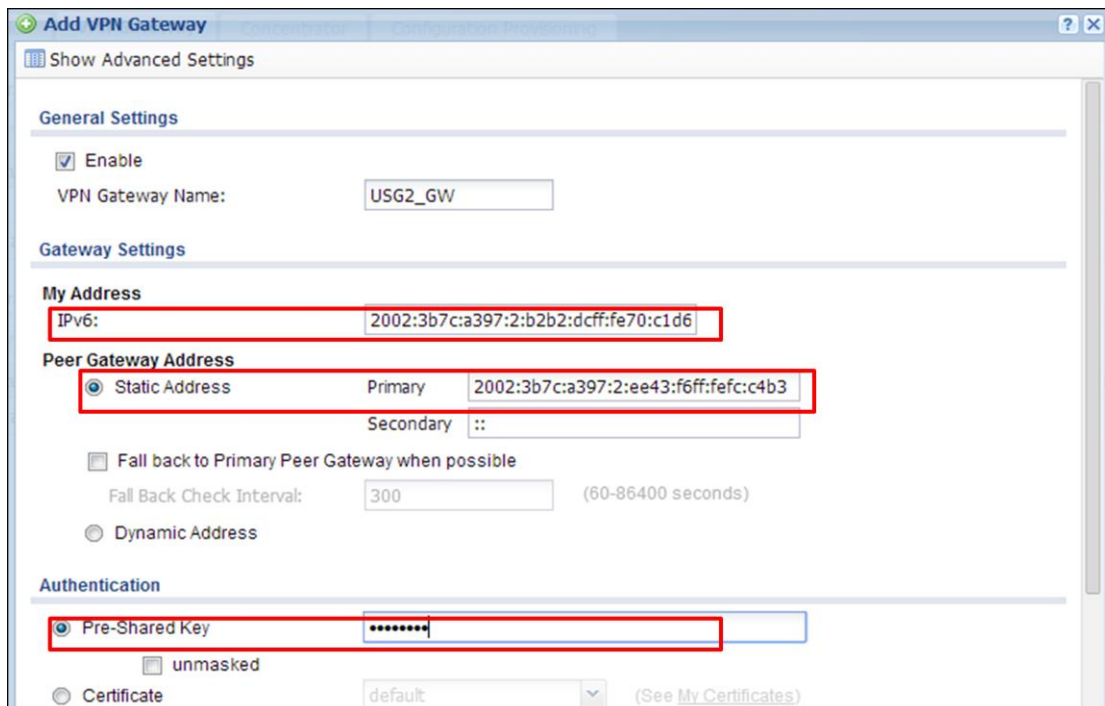 Add VPN Gateway
Concentrator Configuration Provisioning
Show Advanced Settings
General Settings
Enable
VPN Gateway Name: USG2_GW
Gateway Settings
My Address
IPv6: 2002:3b7c:a397:2:b2b2:dcff:fe70:c1d6
Peer Gateway Address
Static Address Primary 2002:3b7c:a397:2:ee43:f6ff:fefc:c4b3
Secondary ::
Fall back to Primary Peer Gateway when possible
Fall Back Check Interval: 300 (60-86400 seconds)
Dynamic Address
Authentication
Pre-Shared Key ••••••••
unmasked
Certificate default (See My Certificates)